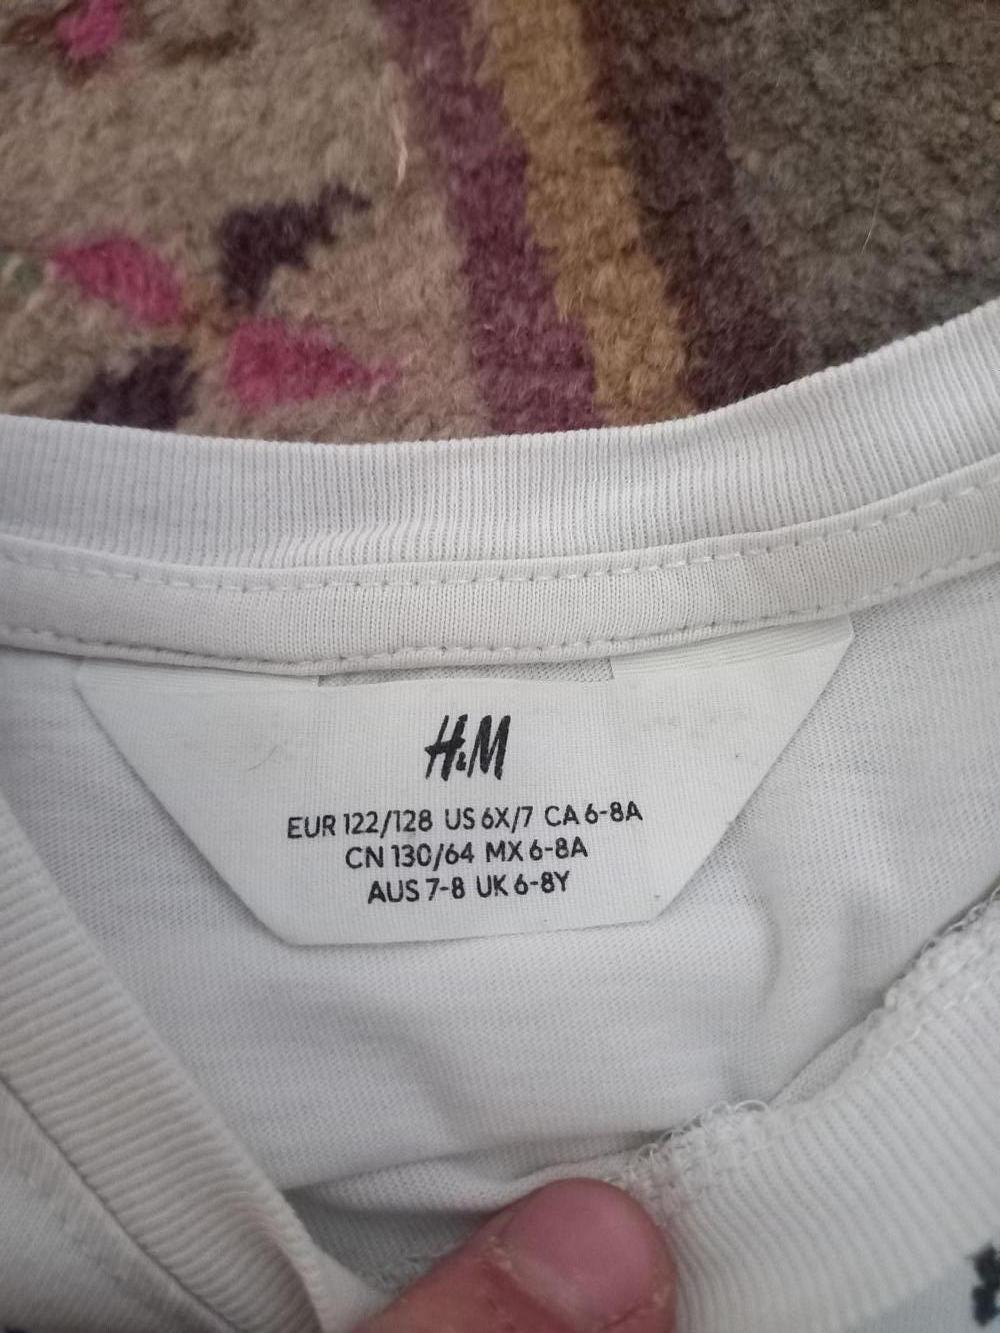 H&M
EUR 122/128 US 6X/7 CA 6-8A
CN 130/64 MX 6-8A
AUS 7-8 UK 6-8Y